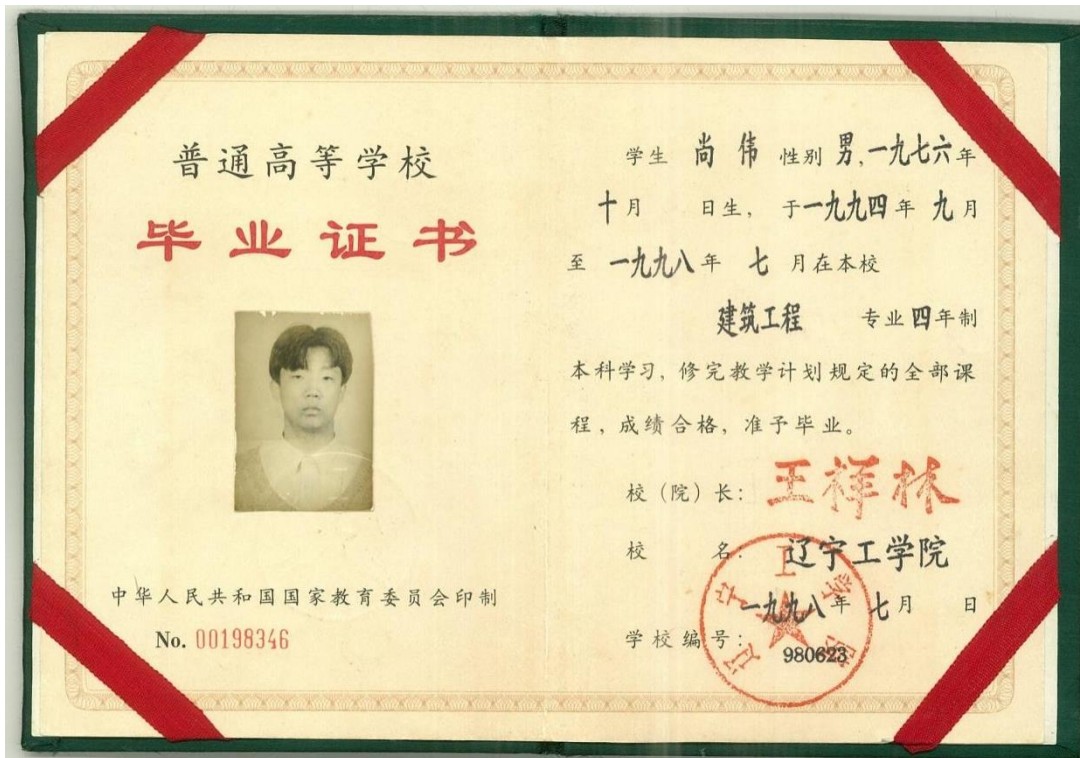 普通高等学校
毕业证书
中华人民共和国国家教育委员会印制
No. 00198346
学生 尚伟 性别 男,一九七六年
十月 日生, 于一九九四年 九月
至 一九九八年 七 月在本校
建筑工程 专业四年制
本科学习, 修完教学计划规定的全部课
程, 成绩合格, 准予毕业。
校(院)长: 王祥林
校 名: 辽宁工学院
一九九八年 七月 日
学校编号: 980623
辽宁工学院